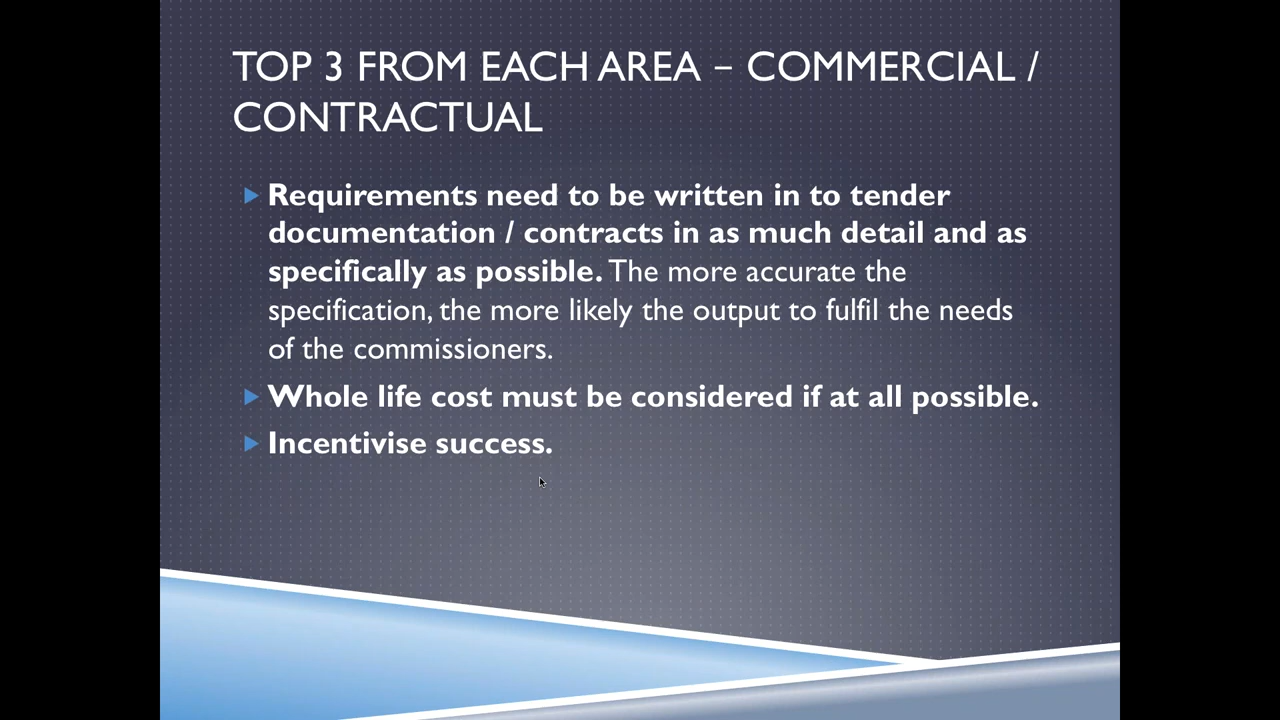 TOP 3 FROM EACH AREA – COMMERCIAL /
CONTRACTUAL
Requirements need to be written in to tender
documentation / contracts in as much detail and as
specifically as possible. The more accurate the
specification, the more likely the output to fulfil the needs
of the commissioners.
Whole life cost must be considered if at all possible.
Incentivise success.